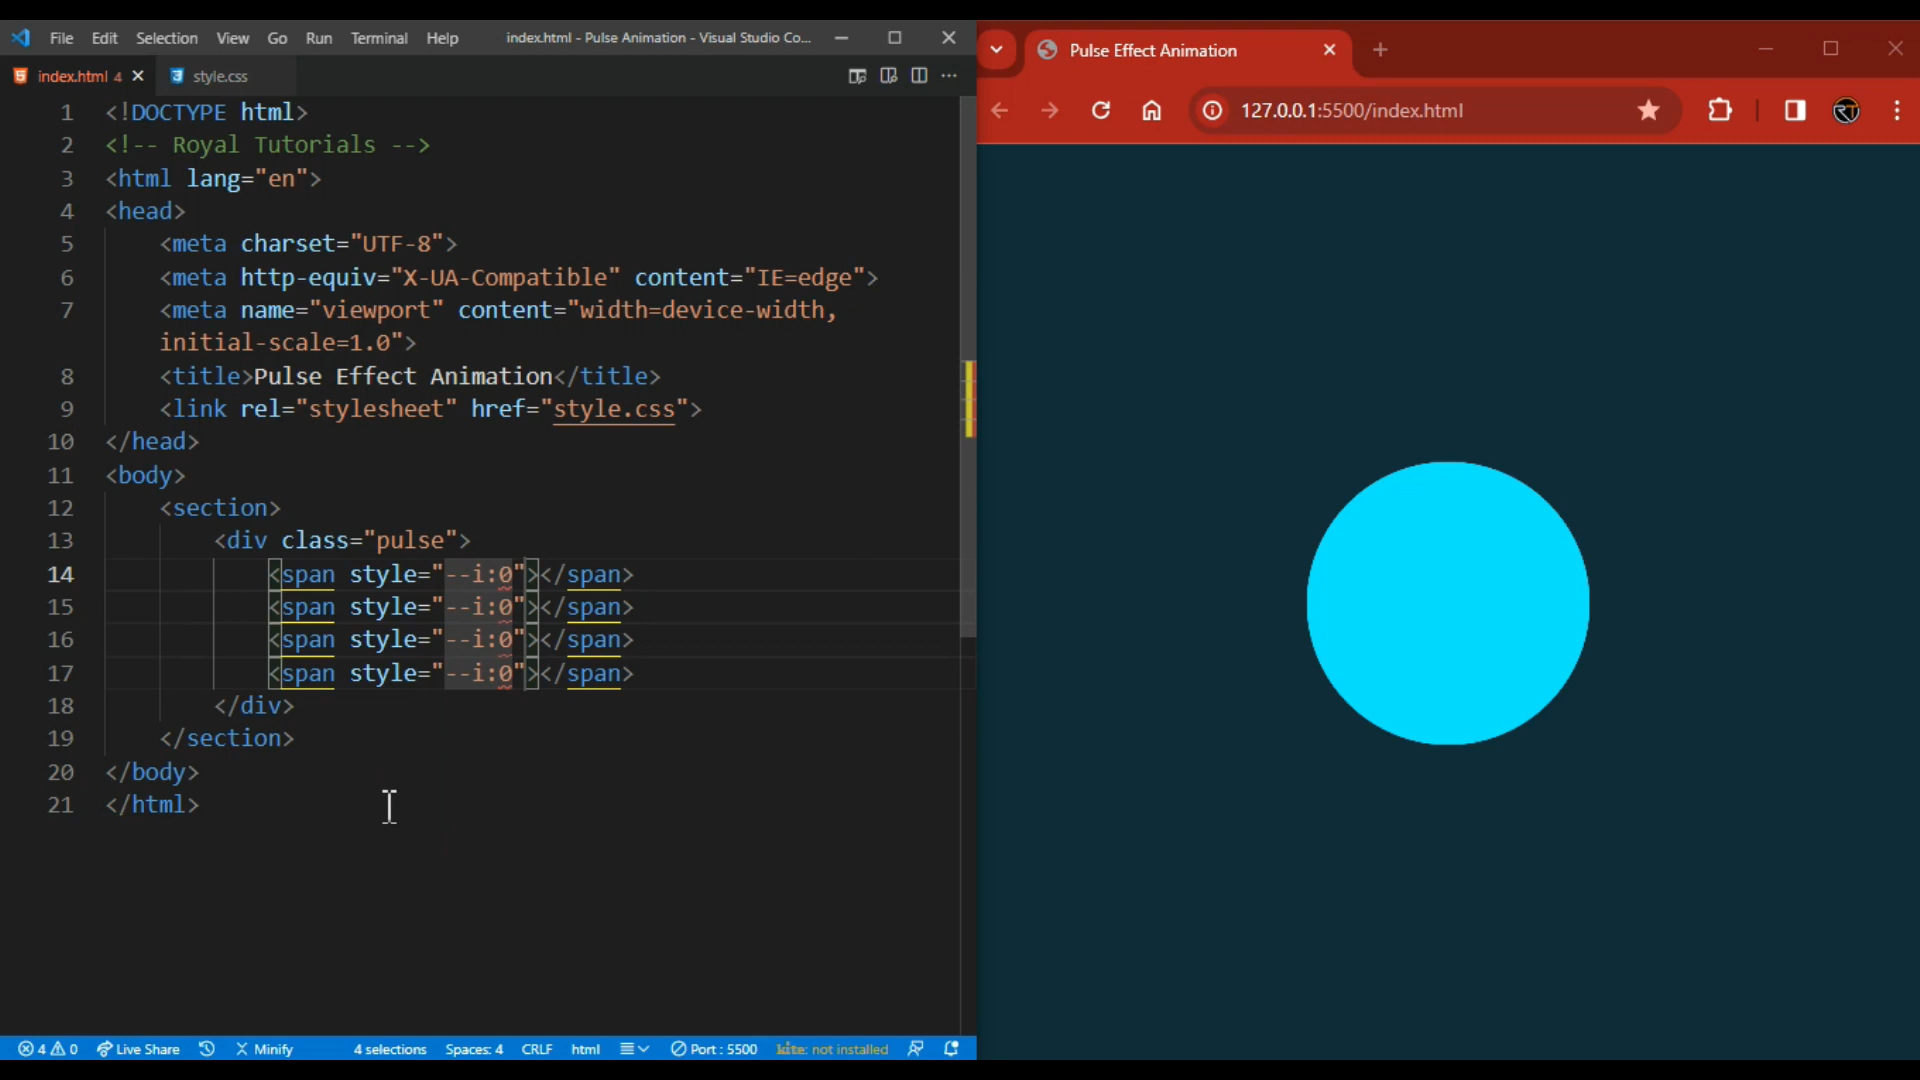 File Edit Selection View Go Run Terminal Help index.html - Pulse Animation - Visual Studio Co...
index.html 4 style.css
1 <!DOCTYPE html>
2 <!-- Royal Tutorials -->
3 <html lang="en">
4 <head>
5 <meta charset="UTF-8">
6 <meta http-equiv="X-UA-Compatible" content="IE=edge">
7 <meta name="viewport" content="width=device-width,
initial-scale=1.0">
8 <title>Pulse Effect Animation</title>
9 <link rel="stylesheet" href="style.css">
10 </head>
11 <body>
12 <section>
13 <div class="pulse">
14 <span style="--i:0"></span>
15 <span style="--i:0"></span>
16 <span style="--i:0"></span>
17 <span style="--i:0"></span>
18 </div>
19 </section>
20 </body>
21 </html>
4 0 Live Share Minify 4 selections Spaces: 4 CRLF html Port : 5500 kite: not installed
Pulse Effect Animation
127.0.0.1:5500/index.html
RT